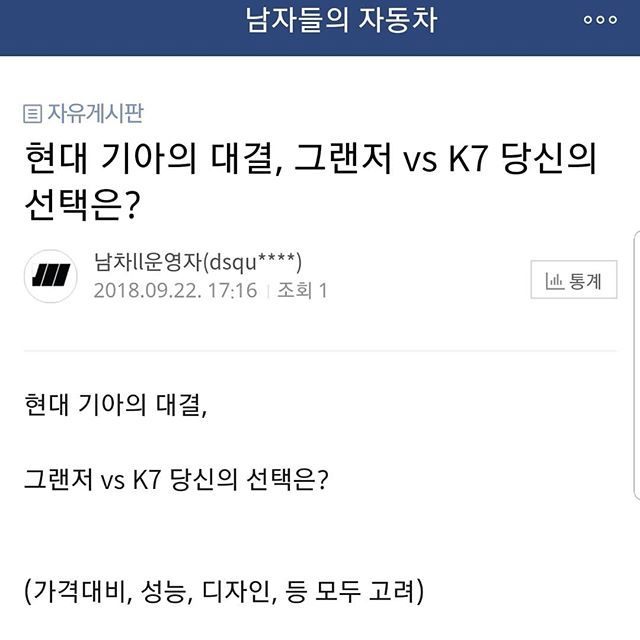 남자들의 자동차
자유게시판
현대 기아의 대결, 그랜저 vs K7 당신의
선택은?
남차ll운영자(dsqu****)
2018.09.22. 17:16 조회 1
통계
현대 기아의 대결,
그랜저 vs K7 당신의 선택은?
(가격대비, 성능, 디자인, 등 모두 고려)